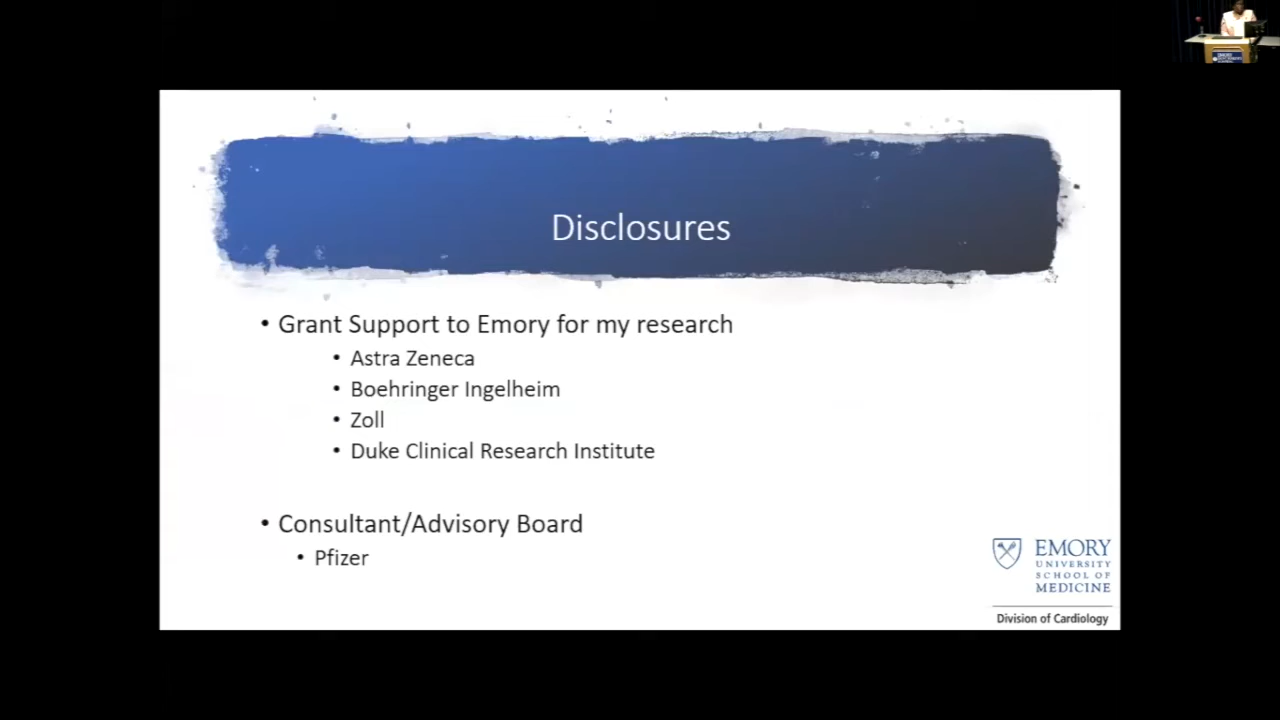 Disclosures
• Grant Support to Emory for my research
• Astra Zeneca
• Boehringer Ingelheim
• Zoll
• Duke Clinical Research Institute
• Consultant/Advisory Board
• Pfizer
EMORY
UNIVERSITY
SCHOOL OF
MEDICINE
Division of Cardiology